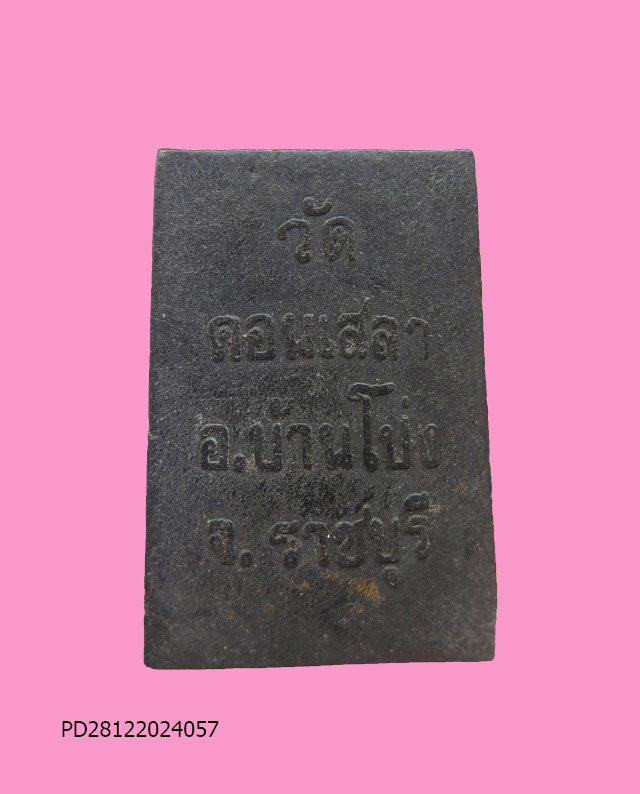 วัด
ดอนเสลา
อ.บ้านโป่ง
จ.ราชบุรี
PD28122024057